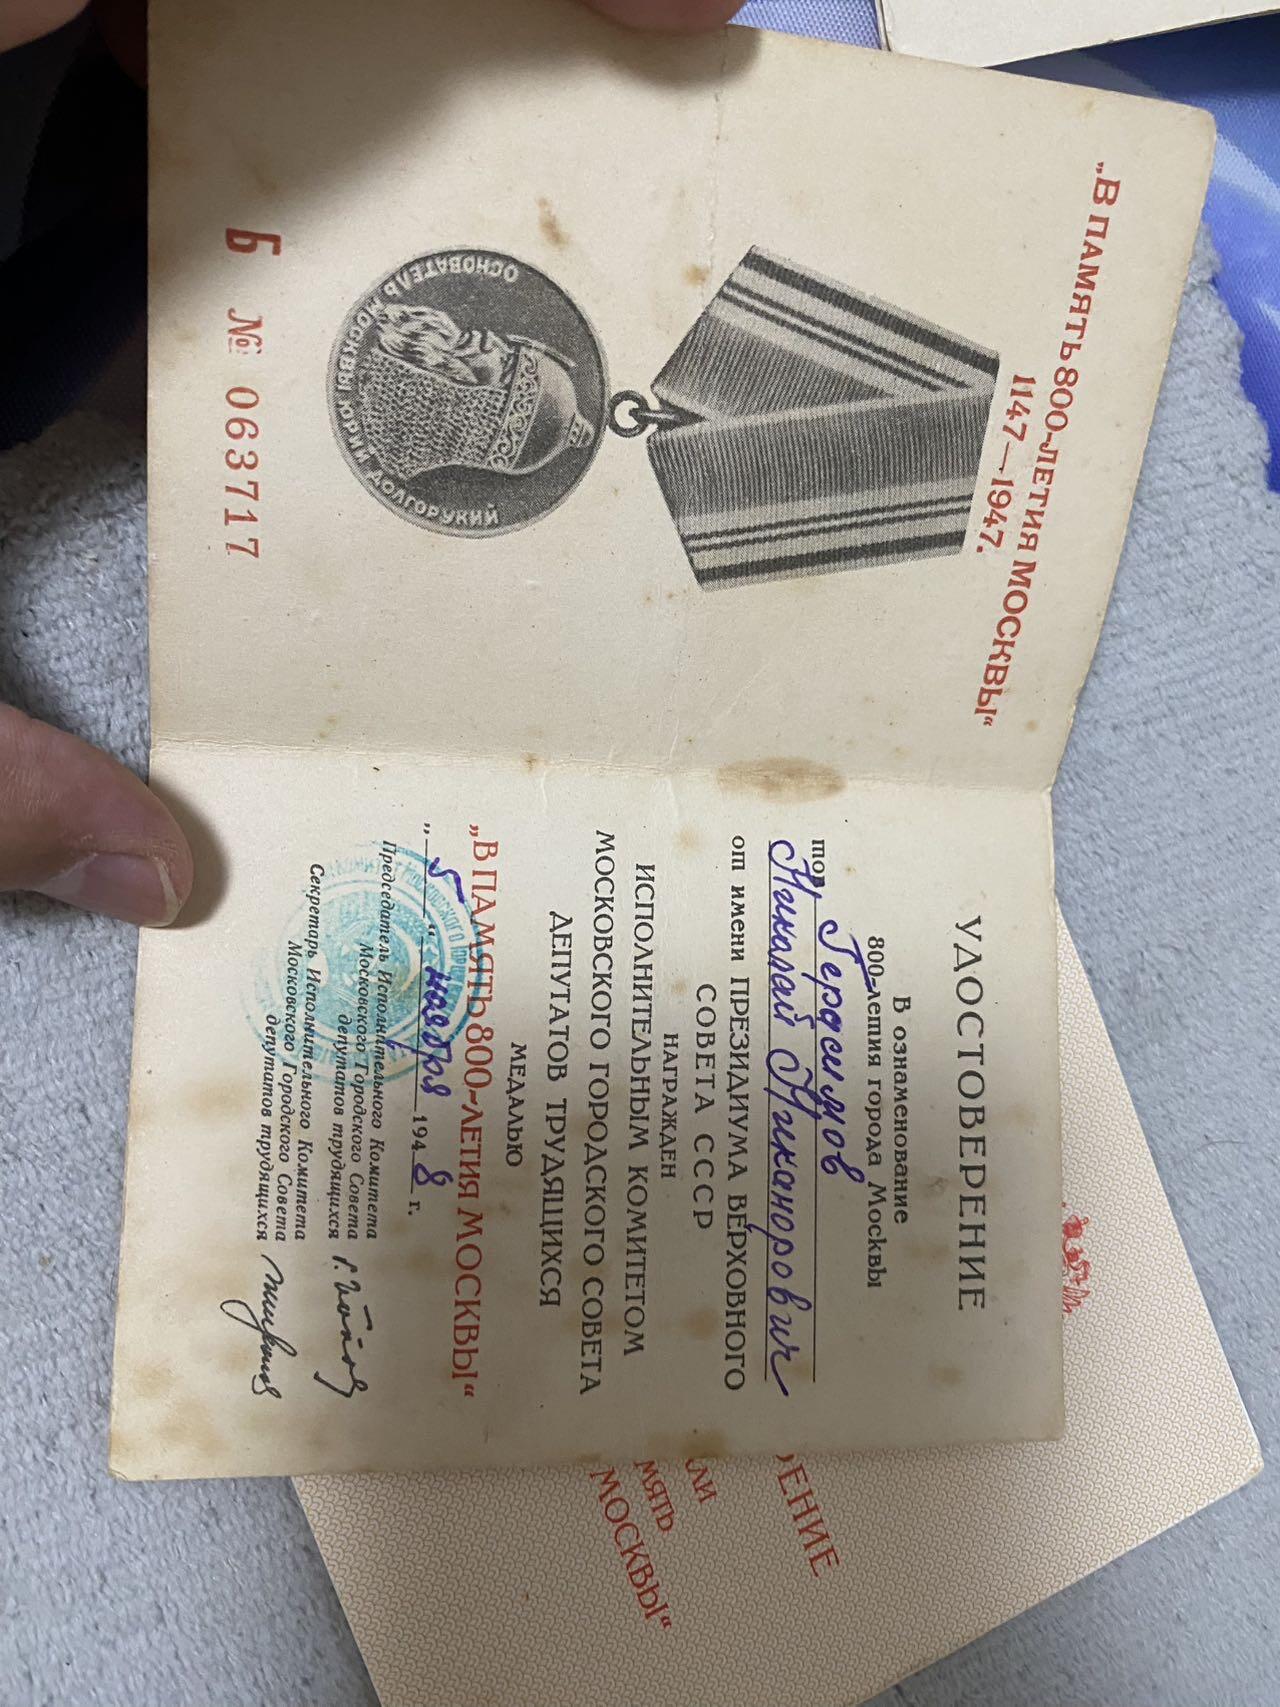 „В ПАМЯТЬ 800-ЛЕТИЯ МОСКВЫ“
1147—1947.
ОСНОВАТЕЛЬ МОСКВЫ ЮРИЙ ДОЛГОРУКИЙ
Б № 063717
УДОСТОВЕРЕНИЕ
В ознаменование
800-летия города Москвы
тов. Герасимов
Николай Никанорович
от имени ПРЕЗИДИУМА ВЕРХОВНОГО
СОВЕТА СССР
НАГРАЖДЕН
ИСПОЛНИТЕЛЬНЫМ КОМИТЕТОМ
МОСКОВСКОГО ГОРОДСКОГО СОВЕТА
ДЕПУТАТОВ ТРУДЯЩИХСЯ
МЕДАЛЬЮ
„В ПАМЯТЬ 800-ЛЕТИЯ МОСКВЫ“
„5“ ноября 1948 г.
Председатель Исполнительного Комитета
Московского Городского Совета
депутатов трудящихся
Секретарь Исполнительного Комитета
Московского Городского Совета
депутатов трудящихся
ЕНИЕ
ЛИ
МЯТЬ
МОСКВЫ“